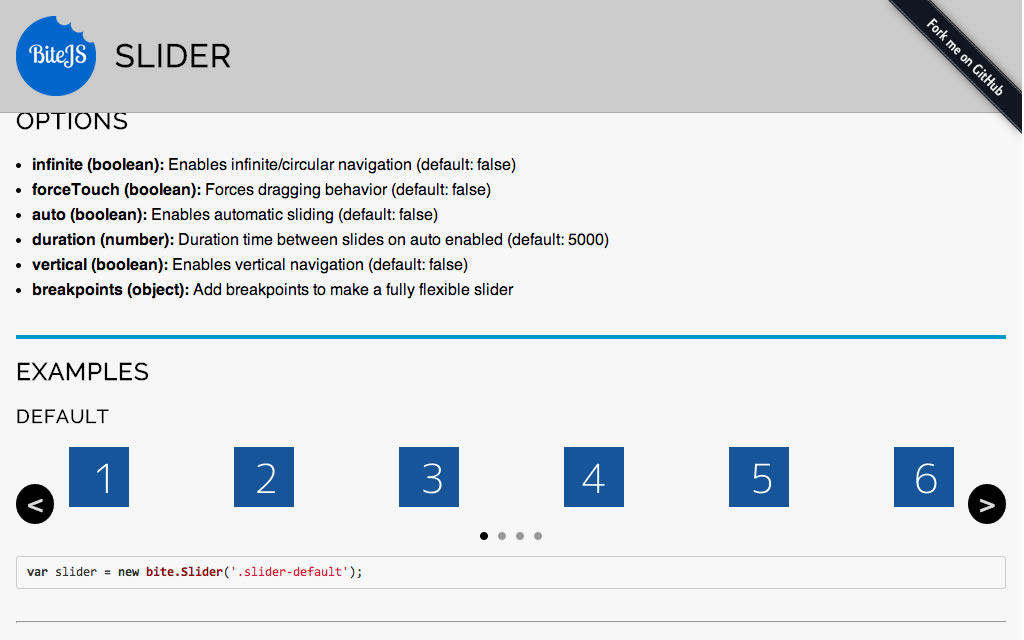 BiteJS
SLIDER
Fork me on GitHub
OPTIONS
• infinite (boolean): Enables infinite/circular navigation (default: false)
• forceTouch (boolean): Forces dragging behavior (default: false)
• auto (boolean): Enables automatic sliding (default: false)
• duration (number): Duration time between slides on auto enabled (default: 5000)
• vertical (boolean): Enables vertical navigation (default: false)
• breakpoints (object): Add breakpoints to make a fully flexible slider
EXAMPLES
DEFAULT
< 1 2 3 4 5 6 >
var slider = new bite.Slider('.slider-default');